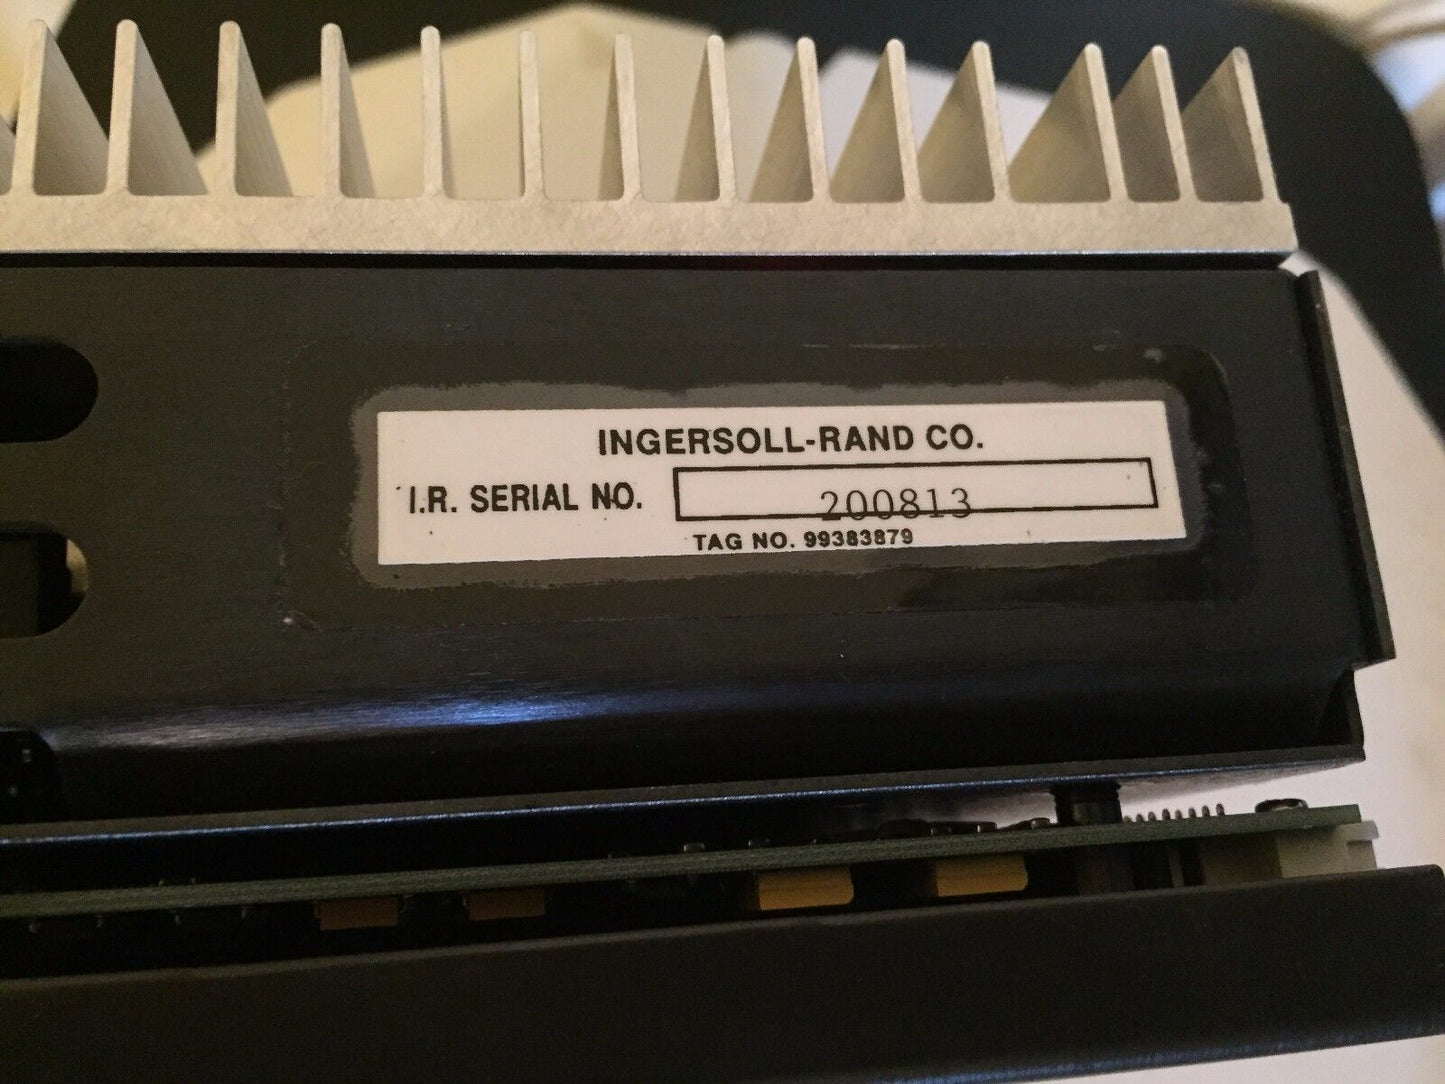 INGERSOLL-RAND CO.
I.R. SERIAL NO. 200813
TAG NO. 99383879